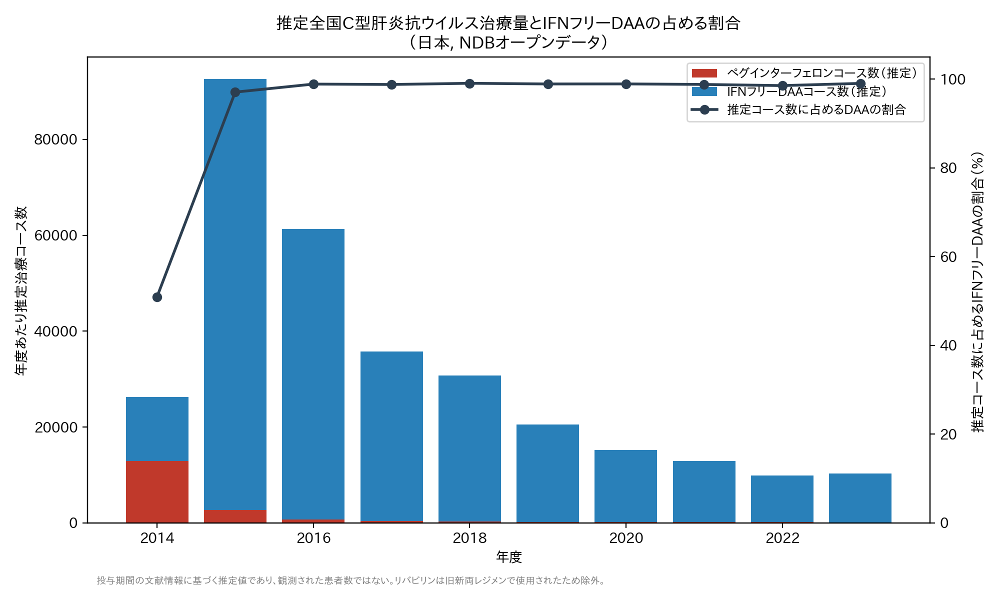 推定全国C型肝炎抗ウイルス治療量とIFNフリーDAAの占める割合
（日本, NDBオープンデータ）
ペグインターフェロンコース数（推定）
IFNフリーDAAコース数（推定）
推定コース数に占めるDAAの割合
年度あたり推定治療コース数
80000
60000
40000
20000
0
100
80
60
40
20
0
推定コース数に占めるIFNフリーDAAの割合（%）
2014
2016
2018
2020
2022
年度
投与期間の文献情報に基づく推定値であり、観測された患者数ではない。リバビリンは旧新両レジメンで使用されたため除外。